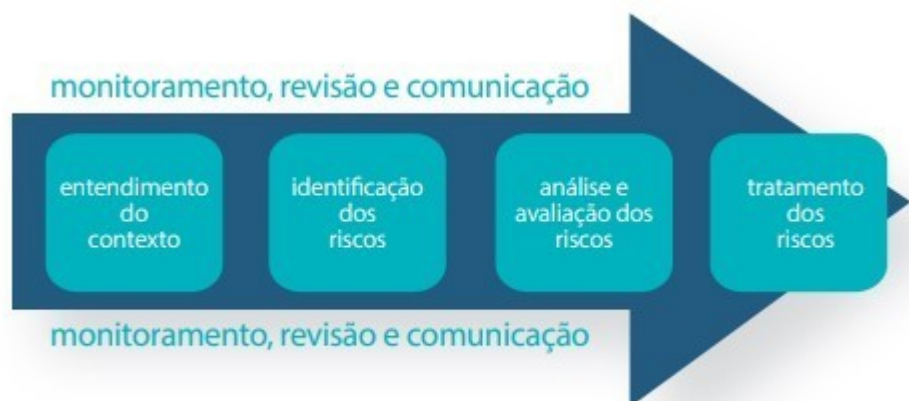 monitoramento, revisão e comunicação
entendimento
do
contexto
identificação
dos
riscos
análise e
avaliação dos
riscos
tratamento
dos
riscos
monitoramento, revisão e comunicação